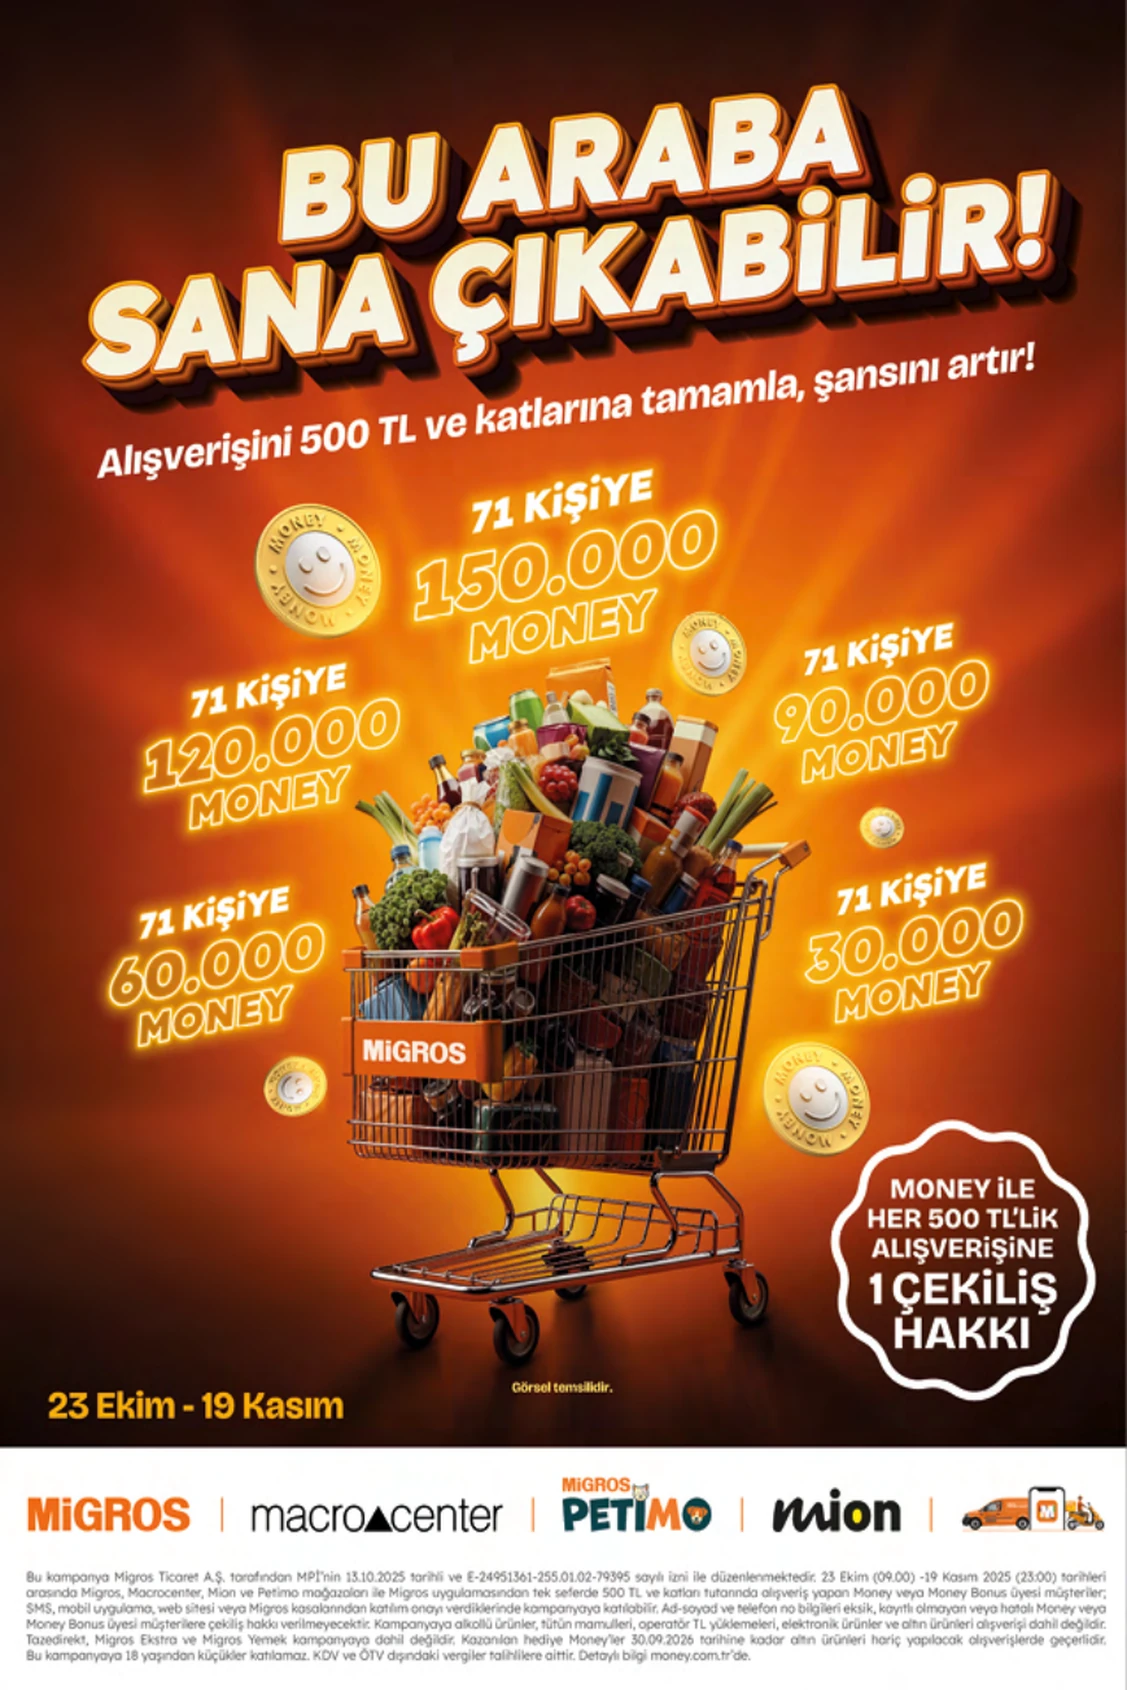 BU ARABA
SANA ÇIKABİLİR!
Alışverişini 500 TL ve katlarına tamamla, şansını artır!
71 KİŞİYE
150.000
MONEY
71 KİŞİYE
120.000
MONEY
71 KİŞİYE
90.000
MONEY
71 KİŞİYE
60.000
MONEY
71 KİŞİYE
30.000
MONEY
MONEY • MONEY • MONEY
MiGROS
MONEY İLE
HER 500 TL'LİK
ALIŞVERİŞİNE
1 ÇEKİLİŞ
HAKKI
Görsel temsilidir.
23 Ekim - 19 Kasım
MiGROS
macrocenter
MiGROS
PETİMO
mion
M
Bu kampanya Migros Ticaret A.Ş. tarafından MPİ'nin 13.10.2025 tarihli ve E-24951361-255.01.02-79395 sayılı izni ile düzenlenmektedir. 23 Ekim (09.00) -19 Kasım 2025 (23:00) tarihleri
arasında Migros, Macrocenter, Mion ve Petimo mağazaları ile Migros uygulamasından tek seferde 500 TL ve katları tutarında alışveriş yapan Money veya Money Bonus üyesi müşteriler;
SMS, mobil uygulama, web sitesi veya Migros kasalarından katılım onayı verdiklerinde kampanyaya katılabilir. Ad-soyad ve telefon no bilgileri eksik, kayıtlı olmayan veya hatalı Money veya
Money Bonus üyesi müşterilere çekiliş hakkı verilmeyecektir. Kampanyaya alkollü ürünler, tütün mamulleri, operatör TL yüklemeleri, elektronik ürünler ve altın ürünleri alışverişi dahil değildir.
Tazedirekt, Migros Ekstra ve Migros Yemek kampanyaya dahil değildir. Kazanılan hediye Money'ler 30.09.2026 tarihine kadar altın ürünleri hariç yapılacak alışverişlerde geçerlidir.
Bu kampanyaya 18 yaşından küçükler katılamaz. KDV ve ÖTV dışındaki vergiler talihlilere aittir. Detaylı bilgi money.com.tr'de.